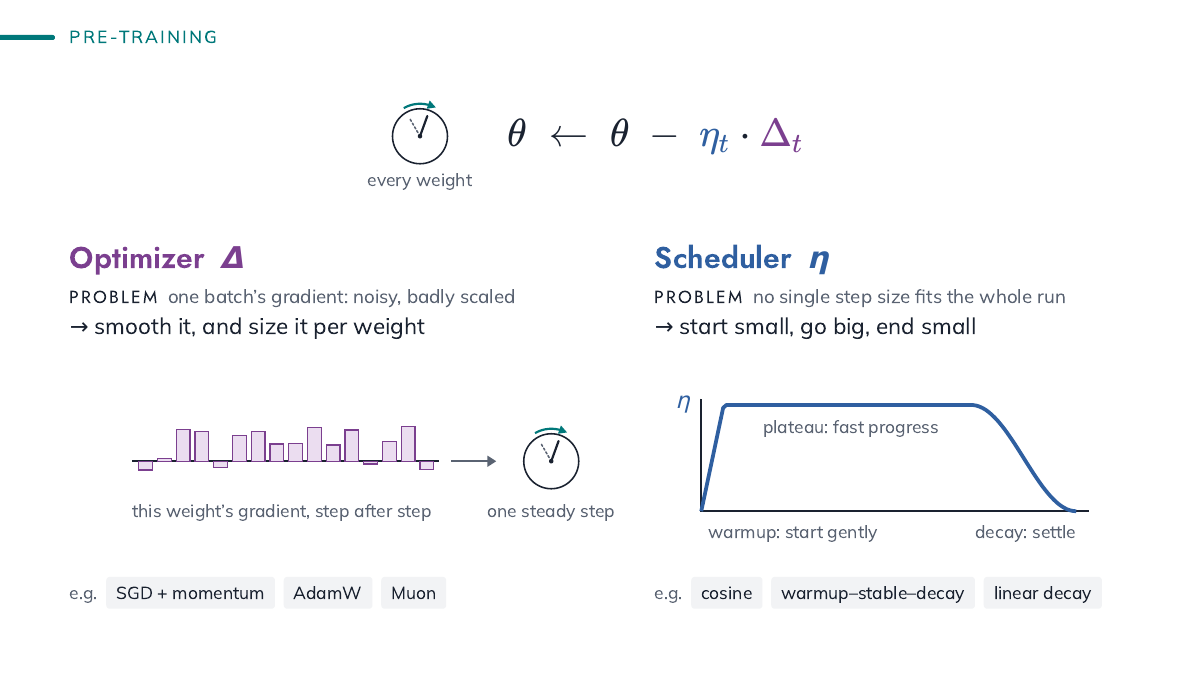 PRE-TRAINING
θ ← θ − ηt · Δt
every weight
Optimizer Δ
PROBLEM one batch’s gradient: noisy, badly scaled
→ smooth it, and size it per weight
this weight’s gradient, step after step
one steady step
e.g. SGD + momentum AdamW Muon
Scheduler η
PROBLEM no single step size fits the whole run
→ start small, go big, end small
η
plateau: fast progress
warmup: start gently
decay: settle
e.g. cosine warmup–stable–decay linear decay